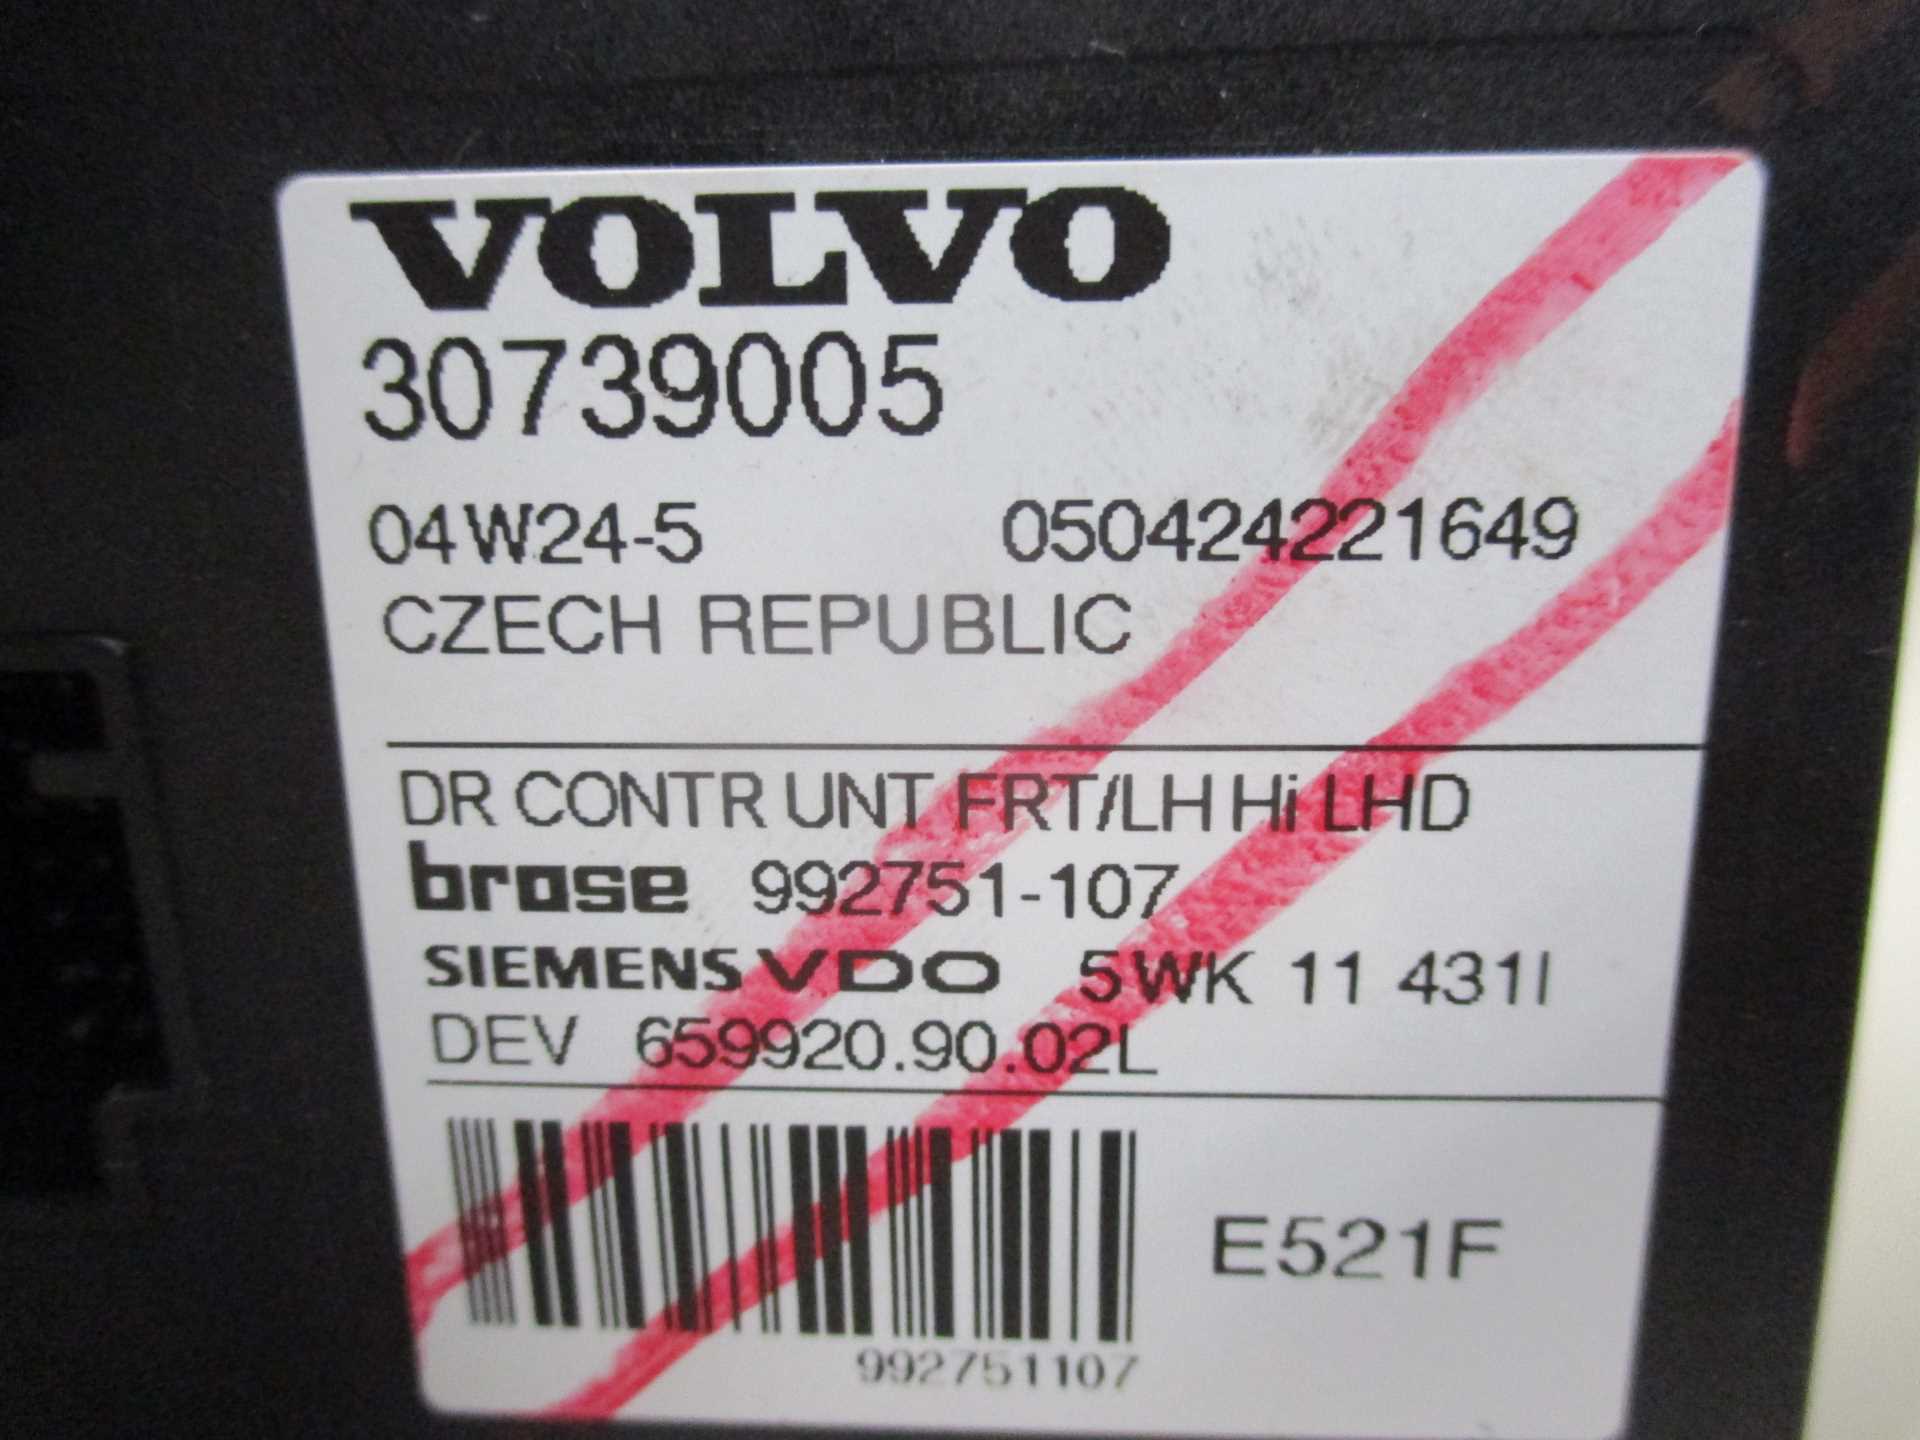 VOLVO
30739005
04W24-5 050424221649
CZECH REPUBLIC
DR CONTR UNT FRT/LH Hi LHD
brose 992751-107
SIEMENS VDO 5WK 11 431I
DEV 659920.90.02L
E521F
992751107